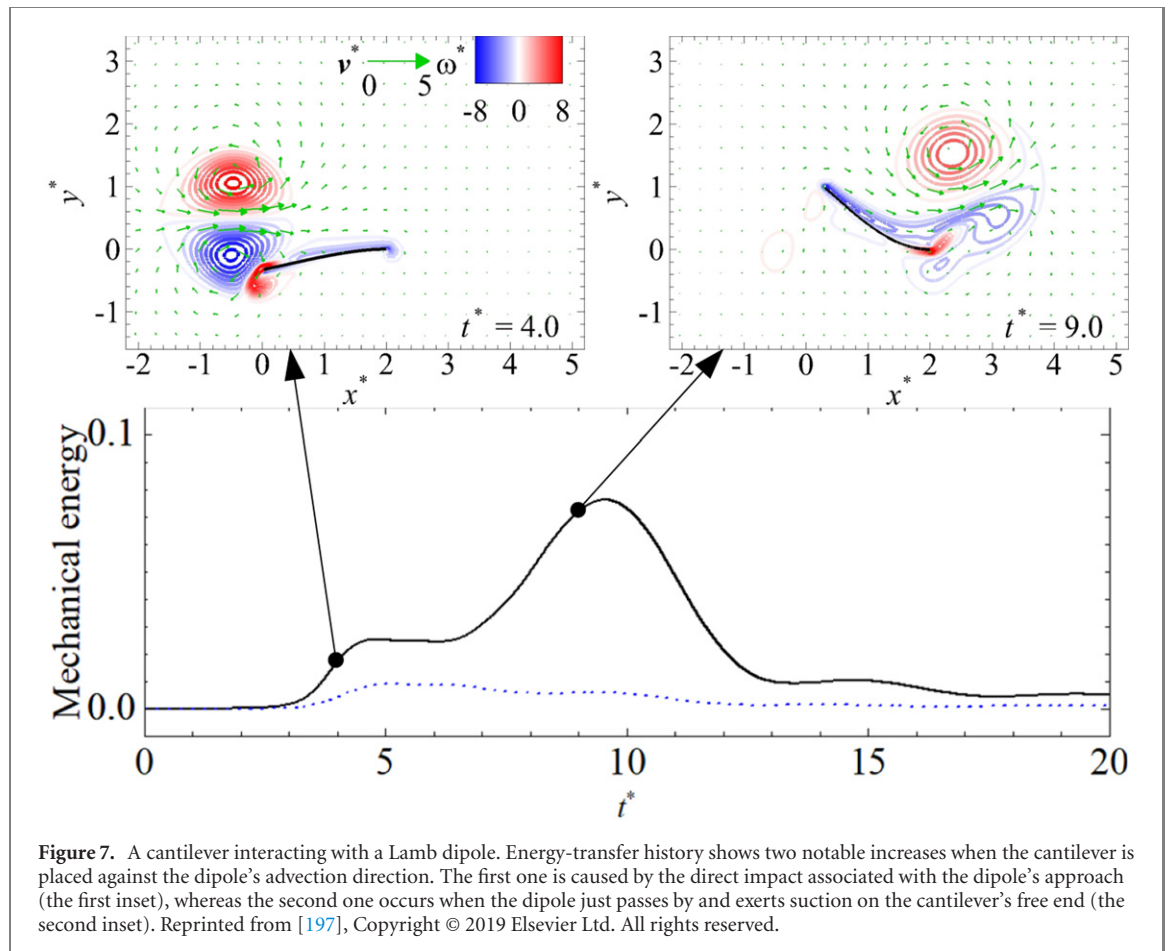 3
2
1
0
-1
y*
v*
0
5
ω*
-8 0 8
t* = 4.0
-2 -1 0 1 2 3 4 5
x*
3
2
1
0
-1
y*
t* = 9.0
-2 -1 0 1 2 3 4 5
x*
Mechanical energy
0.1
0.0
0 5 10 15 20
t*
Figure 7. A cantilever interacting with a Lamb dipole. Energy-transfer history shows two notable increases when the cantilever is
placed against the dipole's advection direction. The first one is caused by the direct impact associated with the dipole's approach
(the first inset), whereas the second one occurs when the dipole just passes by and exerts suction on the cantilever's free end (the
second inset). Reprinted from [197], Copyright © 2019 Elsevier Ltd. All rights reserved.